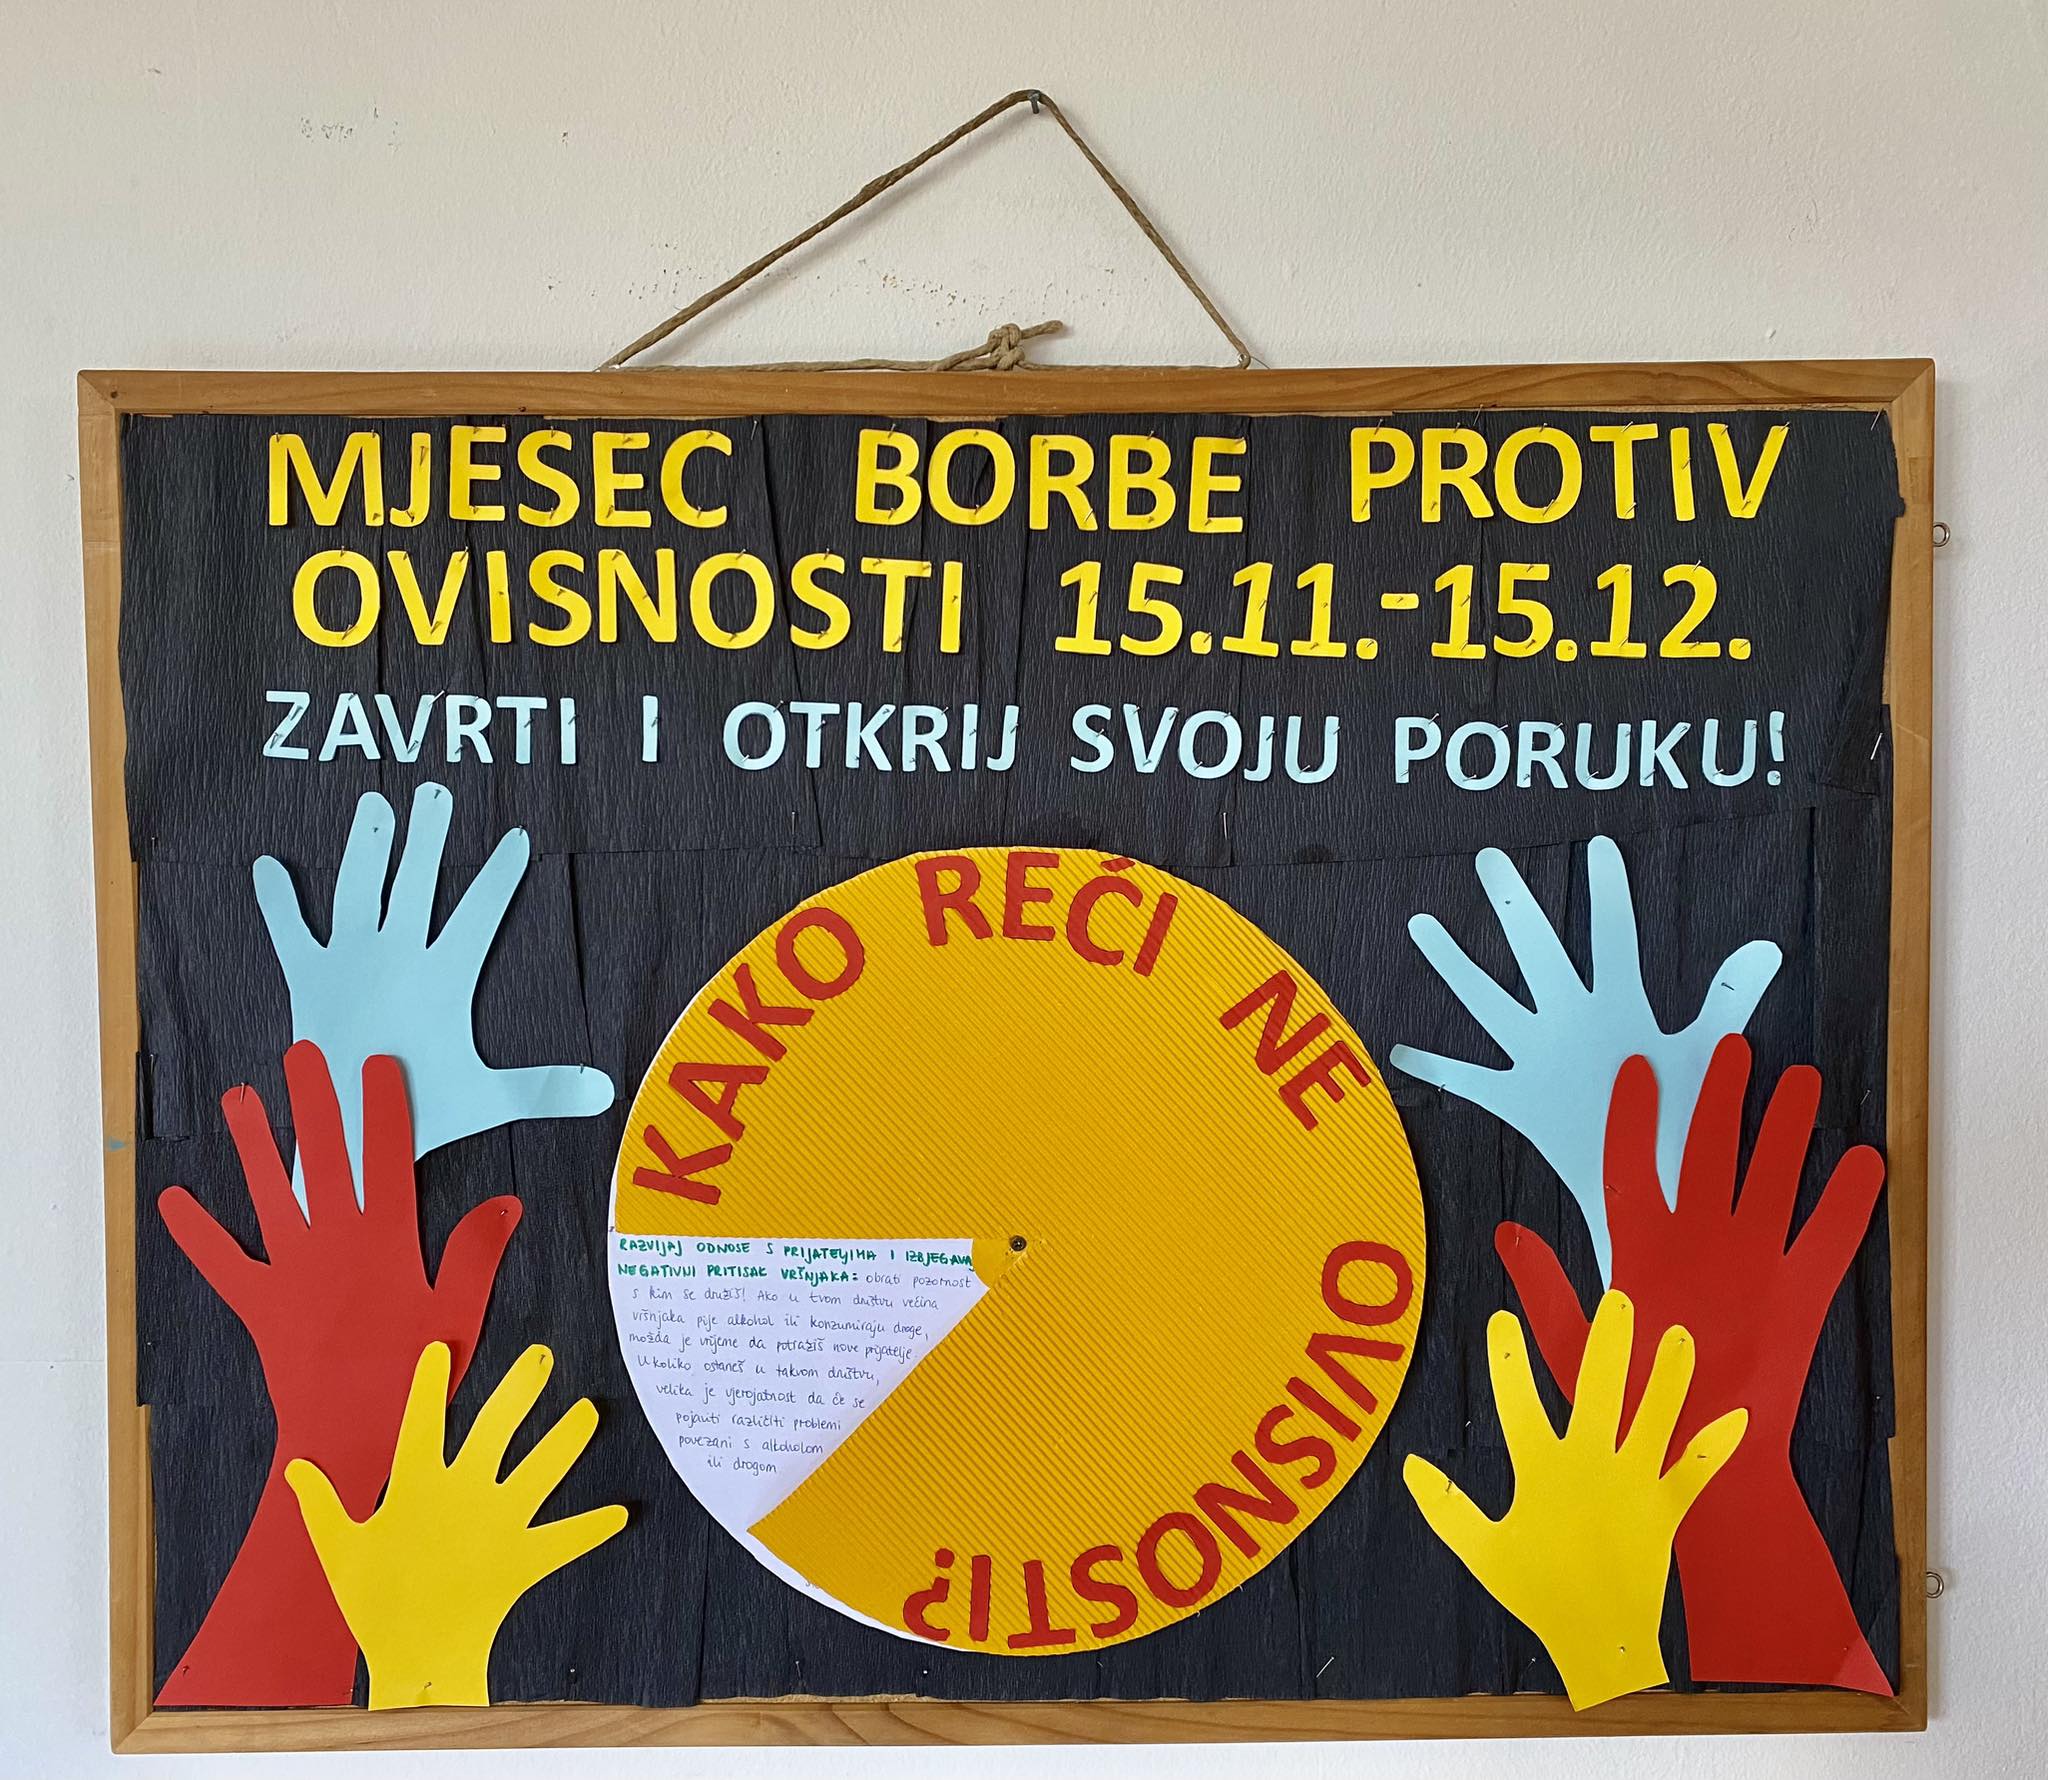 MJESEC BORBE PROTIV
OVISNOSTI 15.11.-15.12.
ZAVRTI I OTKRIJ SVOJU PORUKU!
KAKO REĆI NE OVISNOSTI?
RAZVIJAJ ODNOSE S PRIJATELJIMA I IZBJEGAVAJ
NEGATIVNI PRITISAK VRŠNJAKA: obrati pozornost
s kim se družiš! Ako u tvom društvu većina
vršnjaka pije alkohol ili konzumiraju droge,
možda je vrijeme da potražiš nove prijatelje.
Ukoliko ostaneš u takvom društvu,
velika je vjerojatnost da će se
pojaviti različiti problemi
povezani s alkoholom
ili drogom